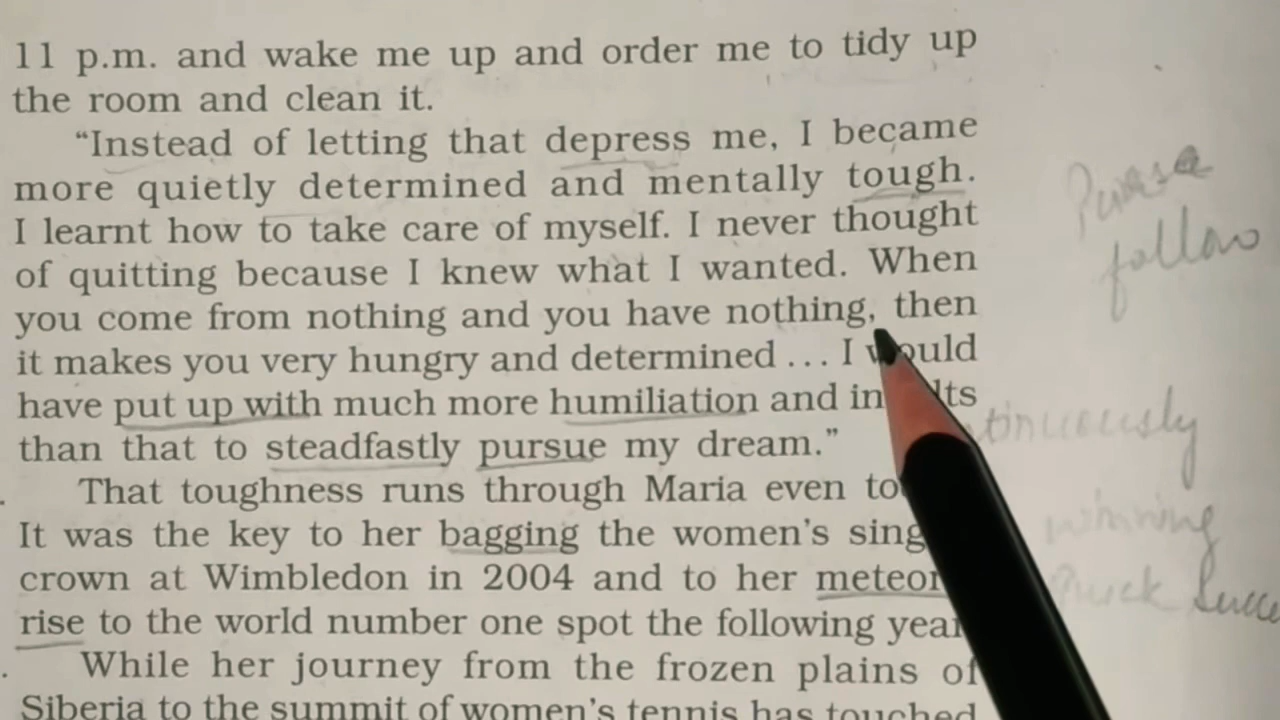 11 p.m. and wake me up and order me to tidy up
the room and clean it.
“Instead of letting that depress me, I became
more quietly determined and mentally tough.
I learnt how to take care of myself. I never thought
of quitting because I knew what I wanted. When
you come from nothing and you have nothing, then
it makes you very hungry and determined ... I would
have put up with much more humiliation and
than that to steadfastly pursue my dream.”
That toughness runs through Maria even
It was the key to her bagging the women’s
crown at Wimbledon in 2004 and to her
rise to the world number one spot the following year
While her journey from the frozen plains of
Siberia to the summit of women’s tennis has touched
follow
winning